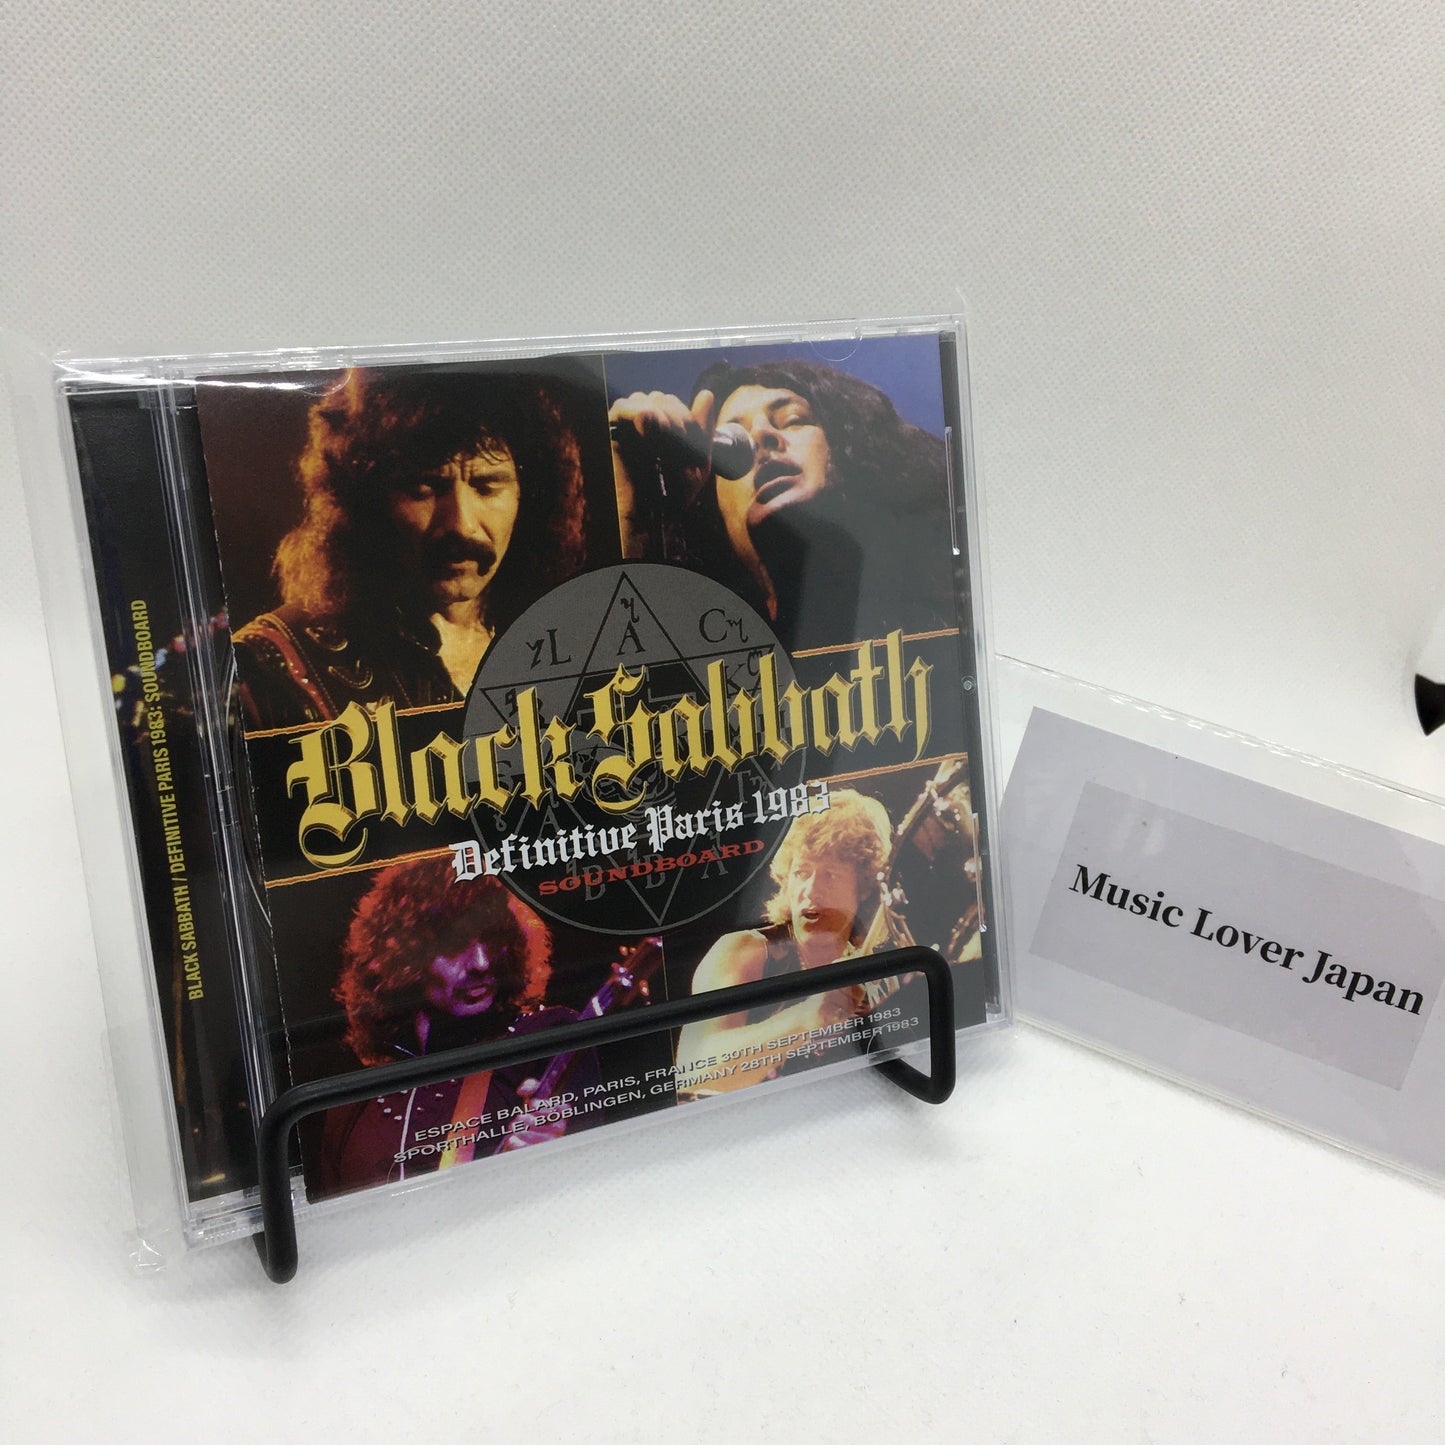 BLACK SABBATH / DEFINITIVE PARIS 1983: SOUNDBOARD
L A C
Black Sabbath
Definitive Paris 1983
SOUNDBOARD
ESPACE BALARD, PARIS, FRANCE 30TH SEPTEMBER 1983
SPORTHALLE, BÖBLINGEN, GERMANY 28TH SEPTEMBER 1983
Music Lover Japan